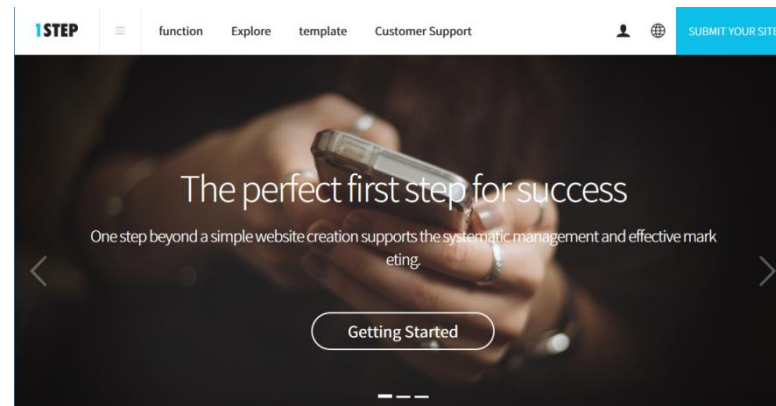 1STEP
function Explore template Customer Support
SUBMIT YOUR SITE
The perfect first step for success
One step beyond a simple website creation supports the systematic management and effective mark
eting.
Getting Started